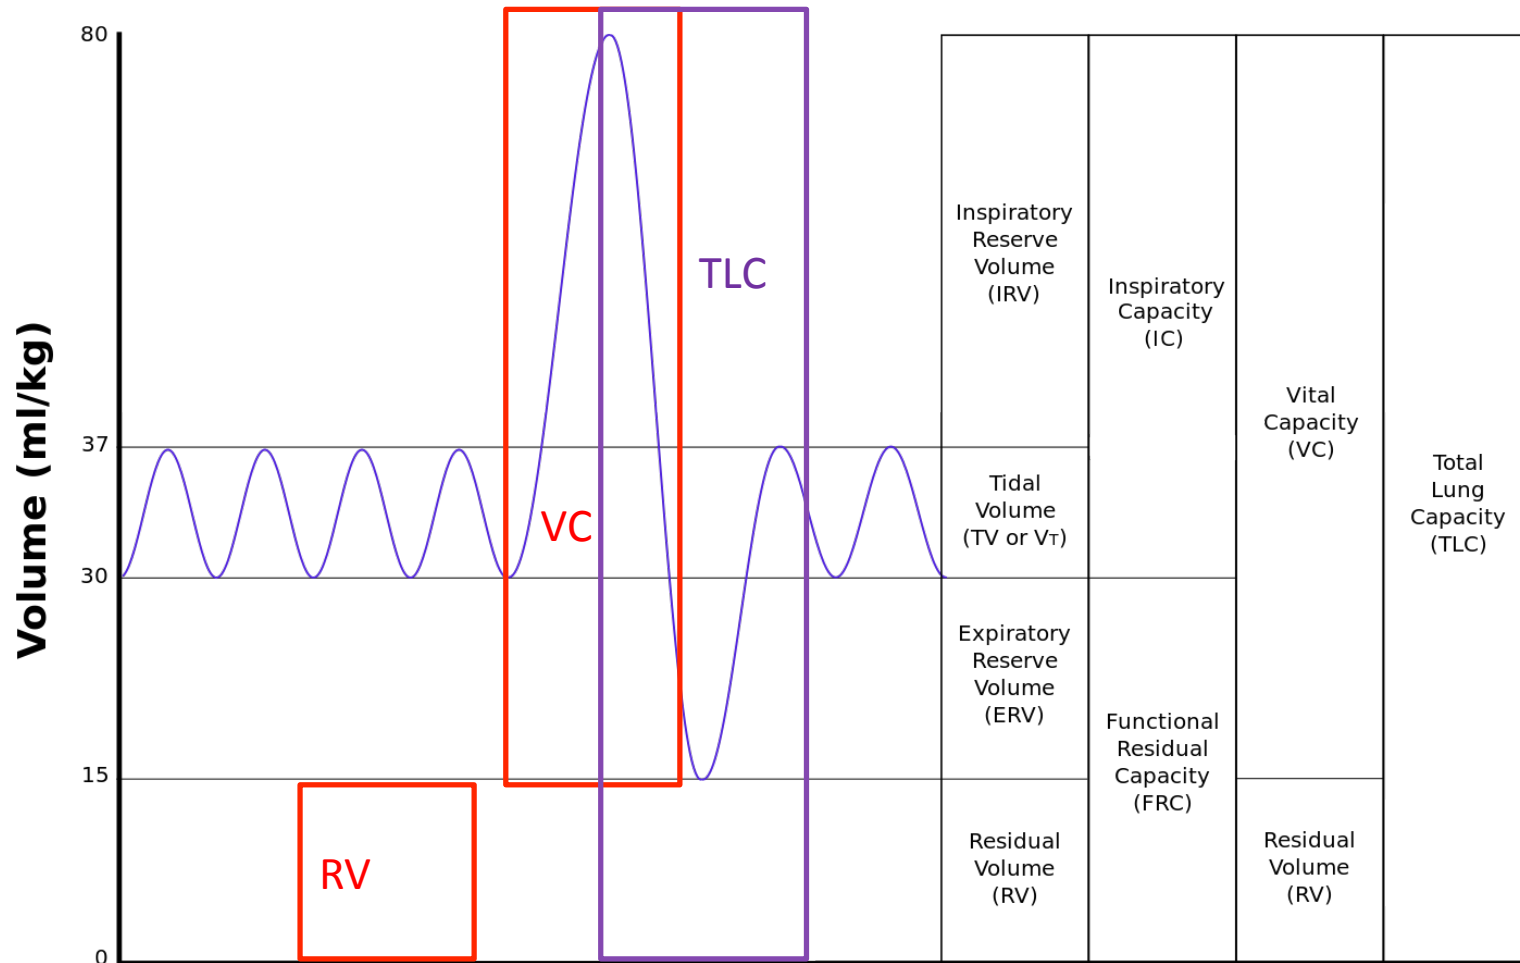 Volume (ml/kg)
80
37
30
15
0
VC
TLC
RV
Inspiratory
Reserve
Volume
(IRV)
Tidal
Volume
(TV or VT)
Expiratory
Reserve
Volume
(ERV)
Residual
Volume
(RV)
Inspiratory
Capacity
(IC)
Functional
Residual
Capacity
(FRC)
Vital
Capacity
(VC)
Residual
Volume
(RV)
Total
Lung
Capacity
(TLC)